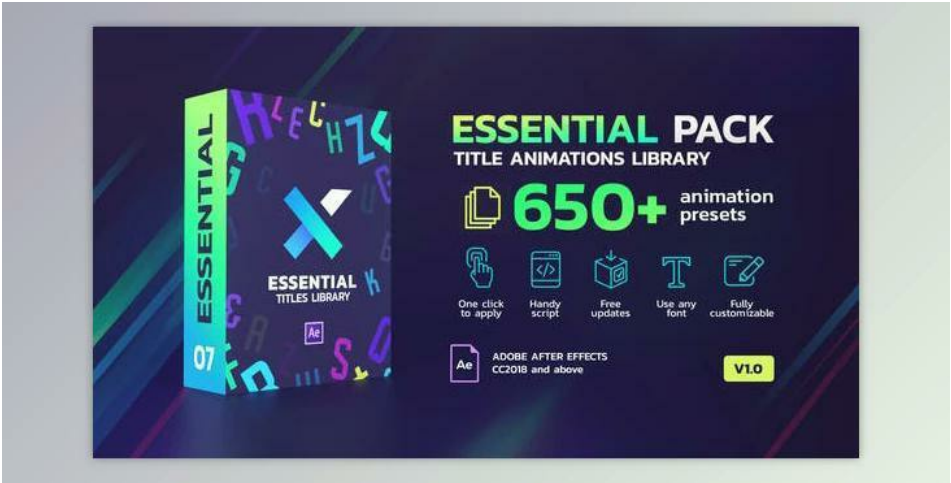 ESSENTIAL
07
ESSENTIAL
TITLES LIBRARY
Ae
ESSENTIAL PACK
TITLE ANIMATIONS LIBRARY
650+
animation
presets
One click
to apply
Handy
script
Free
updates
Use any
font
Fully
customizable
Ae
ADOBE AFTER EFFECTS
CC2018 and above
V1.0